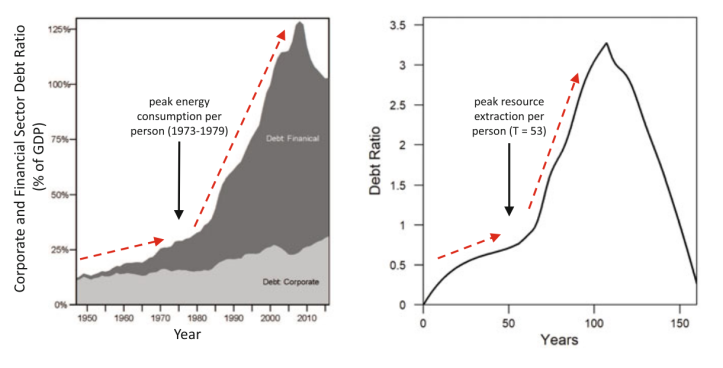 Corporate and Financial Sector Debt Ratio
(% of GDP)
125%
100%
75%
50%
25%
0%
peak energy
consumption per
person (1973-1979)
Debt: Finanical
Debt: Corporate
1950 1960 1970 1980 1990 2000 2010
Year
Debt Ratio
3.5
3
2.5
2
1.5
1
0.5
0
peak resource
extraction per
person (T = 53)
0 50 100 150
Years